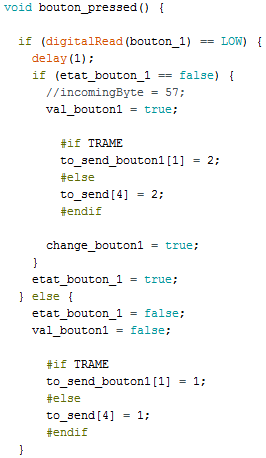 void bouton_pressed() {
if (digitalRead(bouton_1) == LOW) {
delay(1);
if (etat_bouton_1 == false) {
//incomingByte = 57;
val_bouton1 = true;
#if TRAME
to_send_bouton1[1] = 2;
#else
to_send[4] = 2;
#endif
change_bouton1 = true;
}
etat_bouton_1 = true;
} else {
etat_bouton_1 = false;
val_bouton1 = false;
#if TRAME
to_send_bouton1[1] = 1;
#else
to_send[4] = 1;
#endif
}